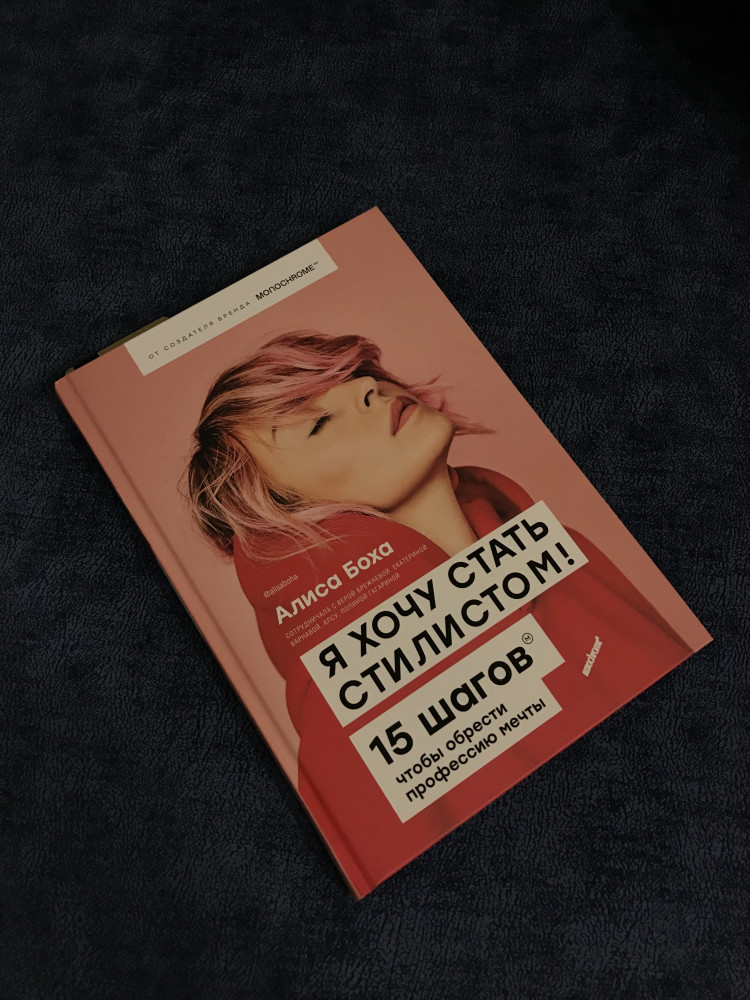 ОТ СОЗДАТЕЛЯ БРЕНДА MONOCHROME™
@alisaboha
Алиса Боха
СОТРУДНИЧАЛА С ВЕРОЙ БРЕЖНЕВОЙ, ЕКАТЕРИНОЙ
ВАРНАВОЙ, АЛСУ, ПОЛИНОЙ ГАГАРИНОЙ
Я ХОЧУ СТАТЬ
СТИЛИСТОМ!
15 шагов М
чтобы обрести
профессию мечты